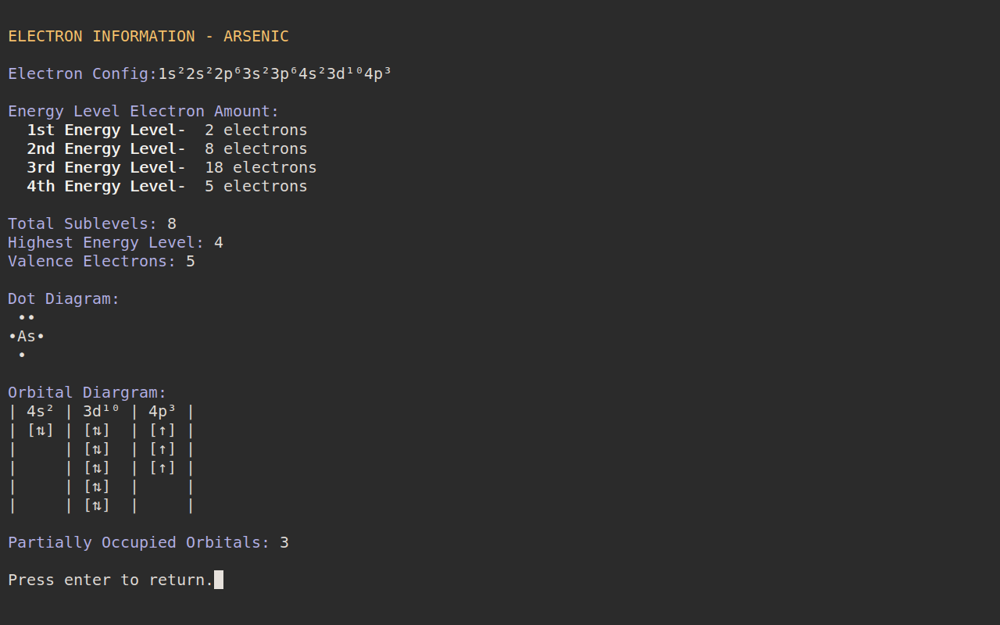 ELECTRON INFORMATION - ARSENIC
Electron Config:1s²2s²2p⁶3s²3p⁶4s²3d¹⁰4p³
Energy Level Electron Amount:
1st Energy Level-  2 electrons
2nd Energy Level-  8 electrons
3rd Energy Level-  18 electrons
4th Energy Level-  5 electrons
Total Sublevels: 8
Highest Energy Level: 4
Valence Electrons: 5
Dot Diagram:
 ••
•As•
 •
Orbital Diargram:
| 4s² | 3d¹⁰ | 4p³ |
| [⇅] | [⇅]  | [↑] |
|     | [⇅]  | [↑] |
|     | [⇅]  | [↑] |
|     | [⇅]  |     |
|     | [⇅]  |     |
Partially Occupied Orbitals: 3
Press enter to return.